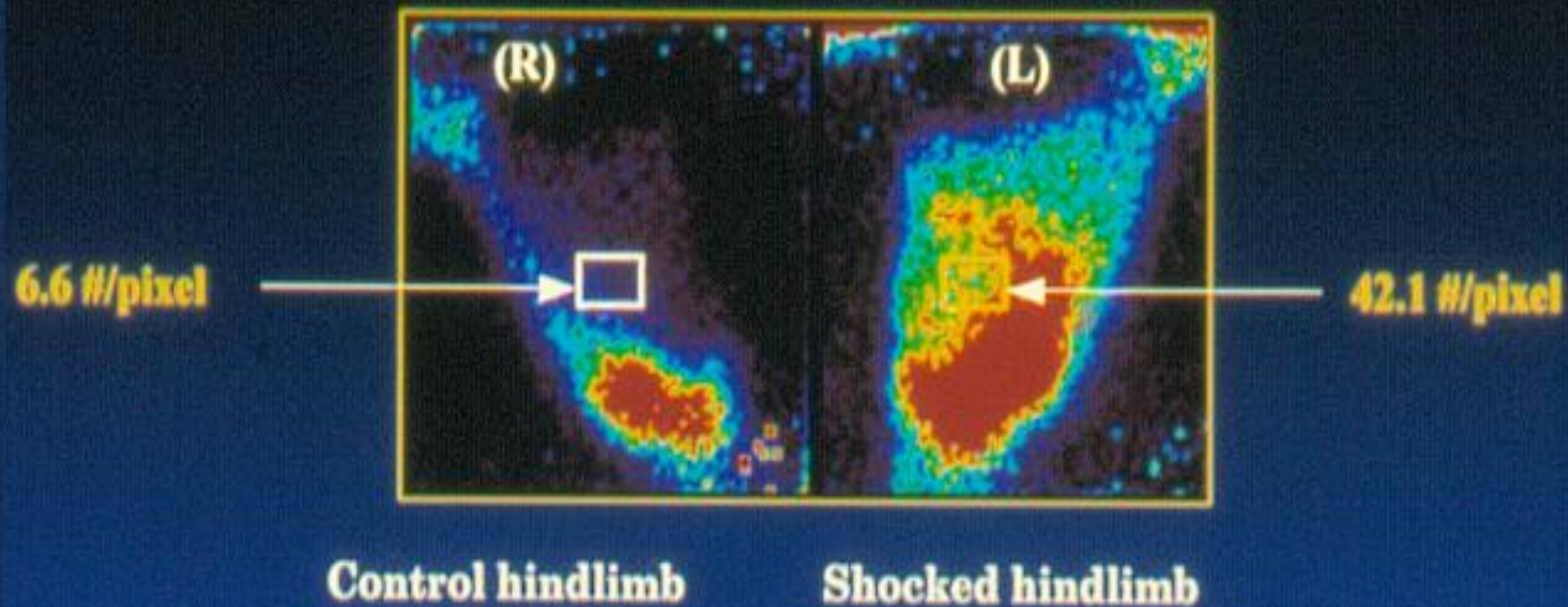 (R)
(L)
6.6 #/pixel
42.1 #/pixel
Control hindlimb
Shocked hindlimb